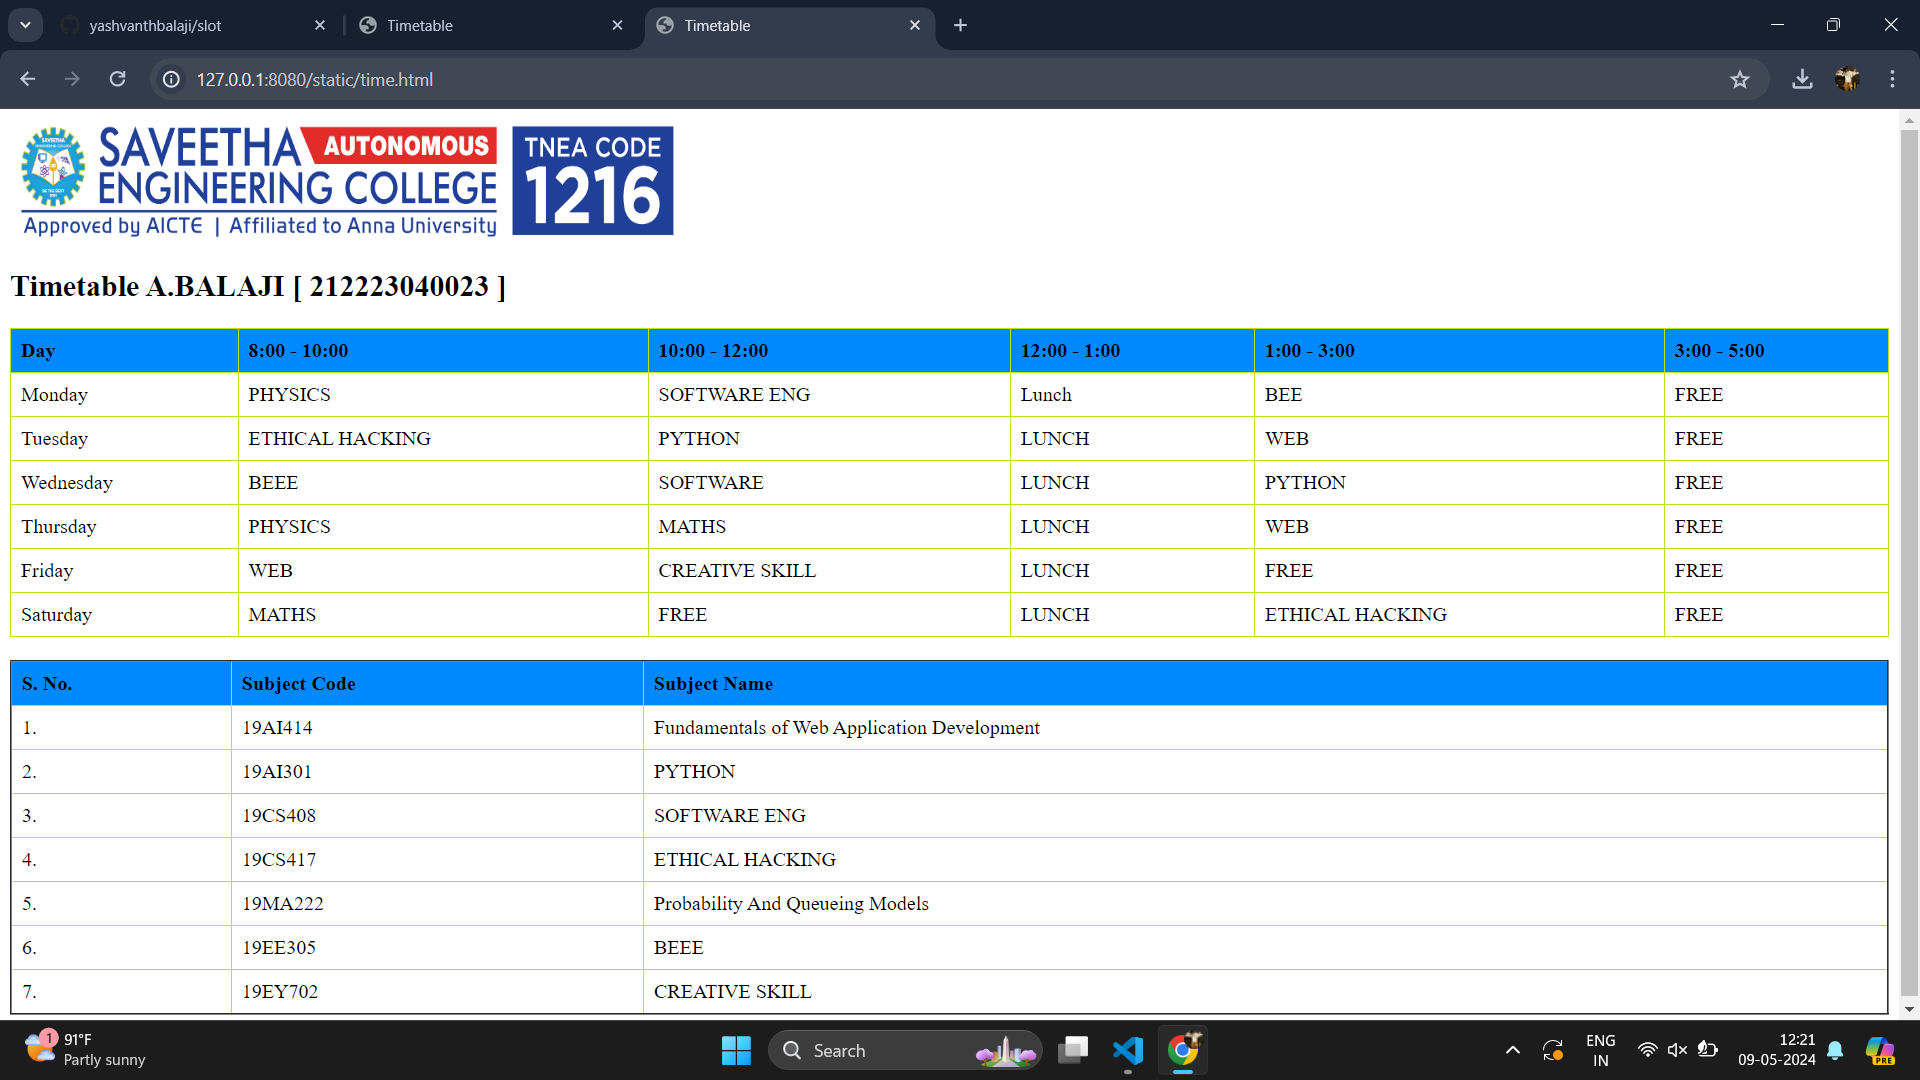 yashvanthbalaji/slot
Timetable
Timetable
127.0.0.1:8080/static/time.html
SAVEETHA AUTONOMOUS
ENGINEERING COLLEGE
Approved by AICTE | Affiliated to Anna University
TNEA CODE
1216
Timetable A.BALAJI [ 212223040023 ]
Day 8:00 - 10:00 10:00 - 12:00 12:00 - 1:00 1:00 - 3:00 3:00 - 5:00
Monday PHYSICS SOFTWARE ENG Lunch BEE FREE
Tuesday ETHICAL HACKING PYTHON LUNCH WEB FREE
Wednesday BEEE SOFTWARE LUNCH PYTHON FREE
Thursday PHYSICS MATHS LUNCH WEB FREE
Friday WEB CREATIVE SKILL LUNCH FREE FREE
Saturday MATHS FREE LUNCH ETHICAL HACKING FREE
S. No. Subject Code Subject Name
1. 19AI414 Fundamentals of Web Application Development
2. 19AI301 PYTHON
3. 19CS408 SOFTWARE ENG
4. 19CS417 ETHICAL HACKING
5. 19MA222 Probability And Queueing Models
6. 19EE305 BEEE
7. 19EY702 CREATIVE SKILL
1
91°F
Partly sunny
Search
ENG
IN
12:21
09-05-2024
PRE